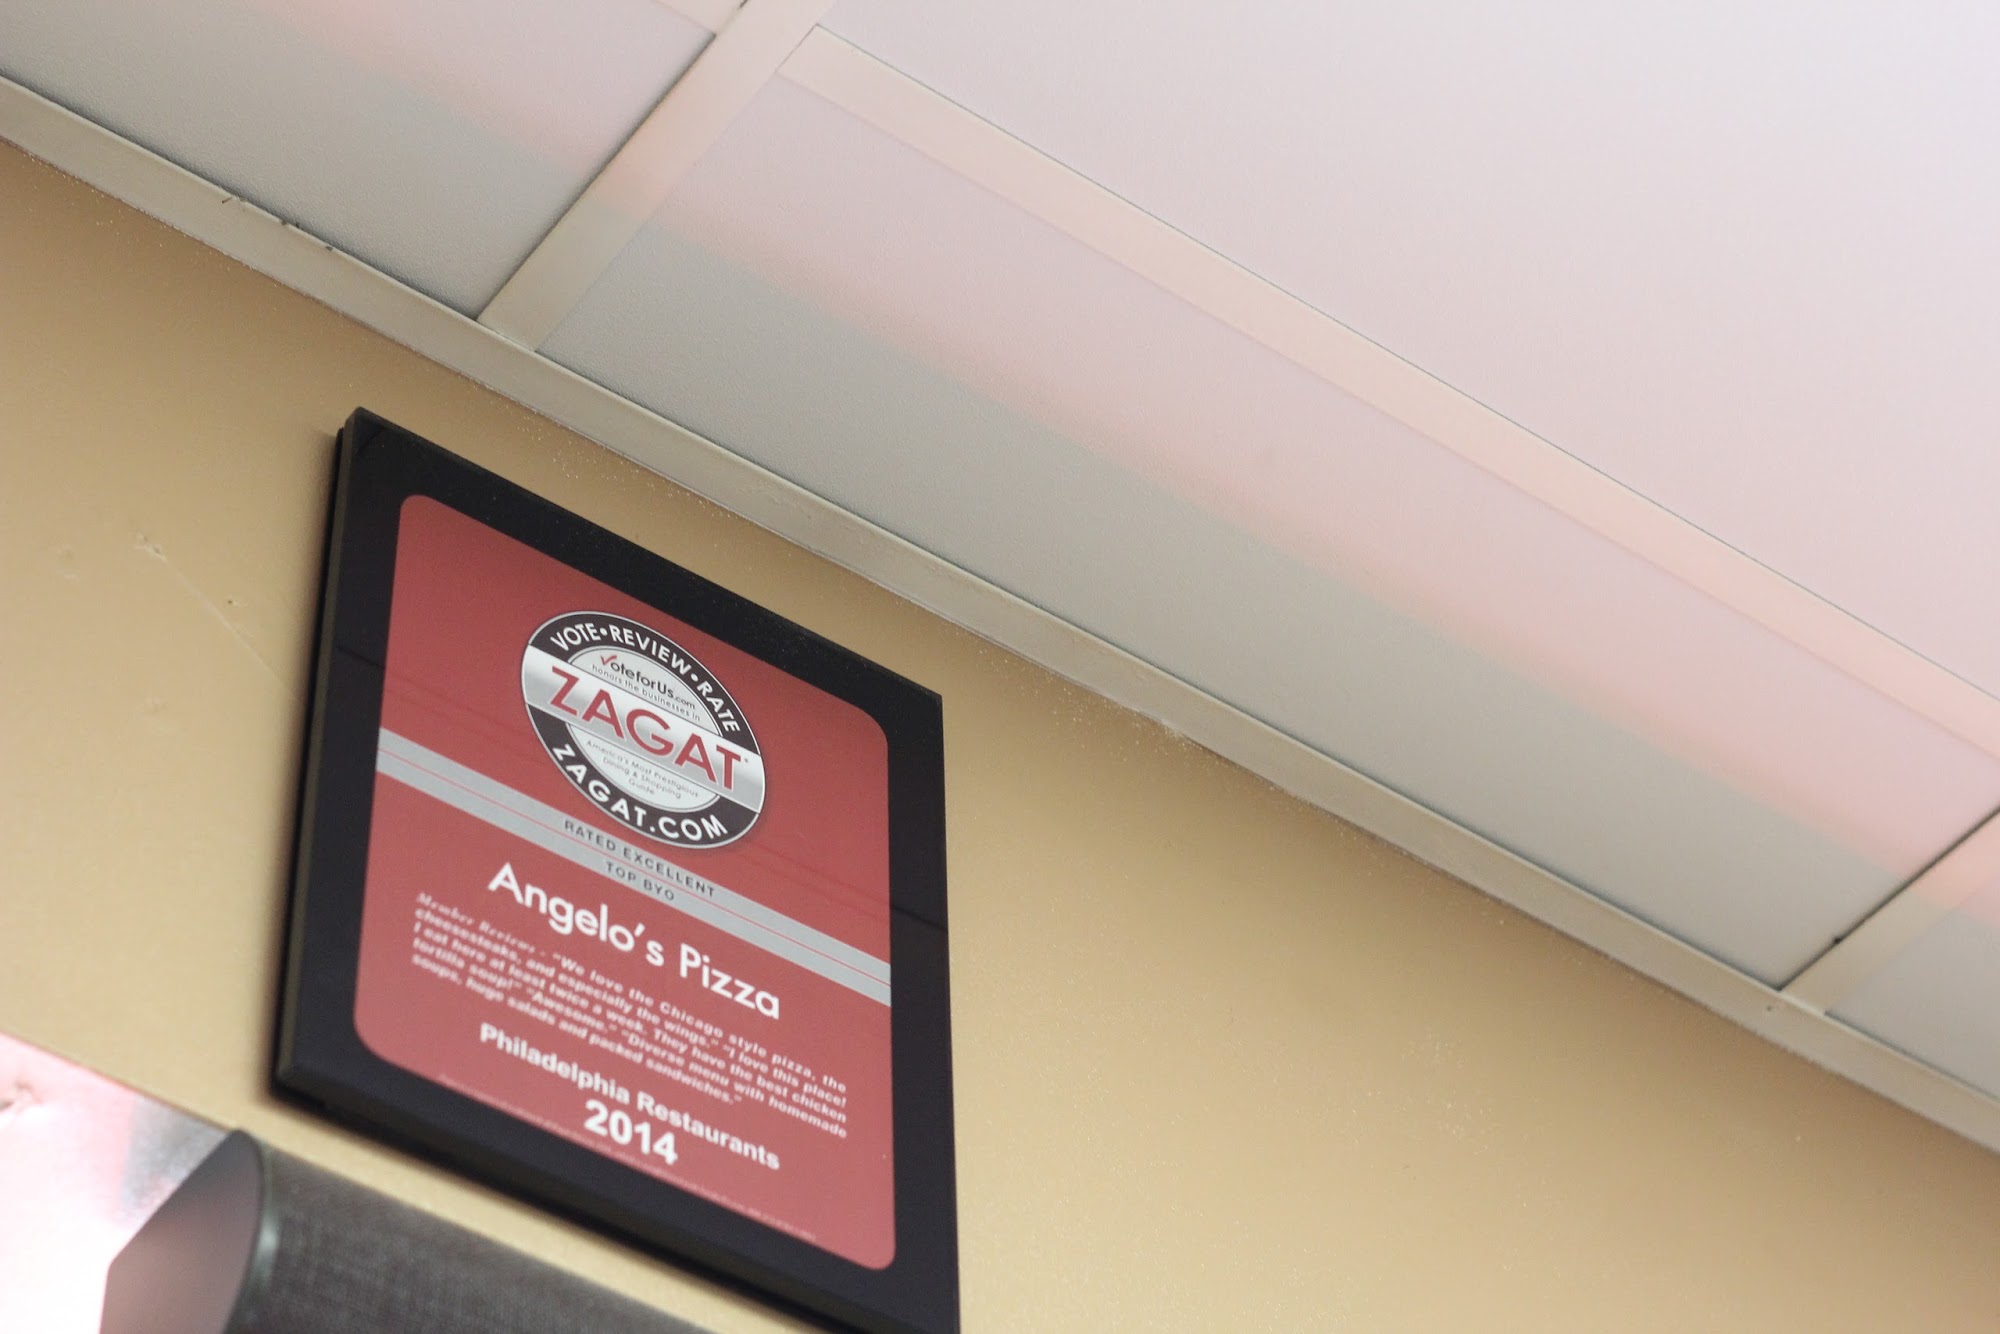 VOTE•REVIEW•RATE
VoteforUs.com
honors the businesses in
ZAGAT
America's Most Prestigious
Dining & Shopping
Guide
ZAGAT.COM
RATED EXCELLENT
TOP BYO
Angelo's Pizza
Member Reviews - "We love the Chicago style pizza, the
cheesesteaks, and especially the wings." "I love this place!
I eat here at least twice a week. They have the best chicken
tortilla soup!" "Awesome." "Diverse menu with homemade
soups, huge salads and packed sandwiches."
Philadelphia Restaurants
2014